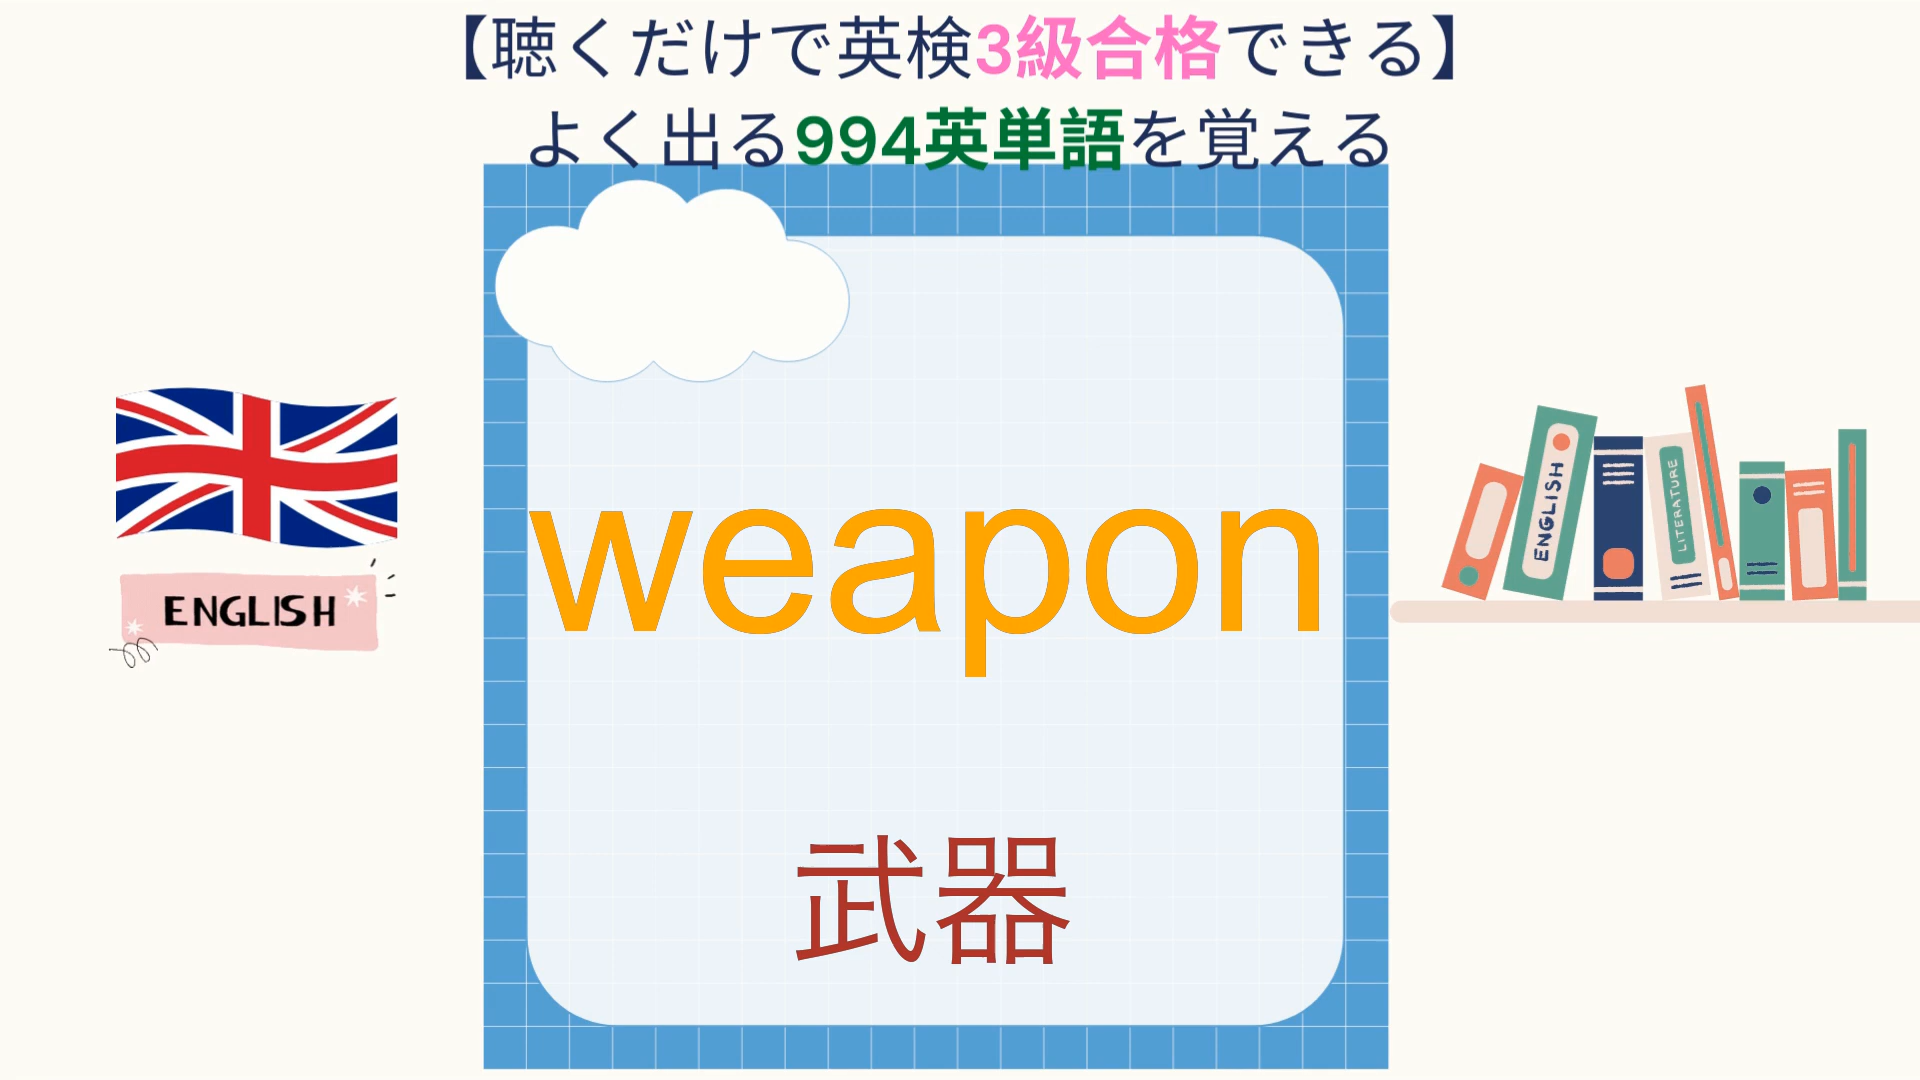 【聴くだけで英検3級合格できる】
よく出る994英単語を覚える
weapon
武器
ENGLISH
ENGLISH
LITERATURE